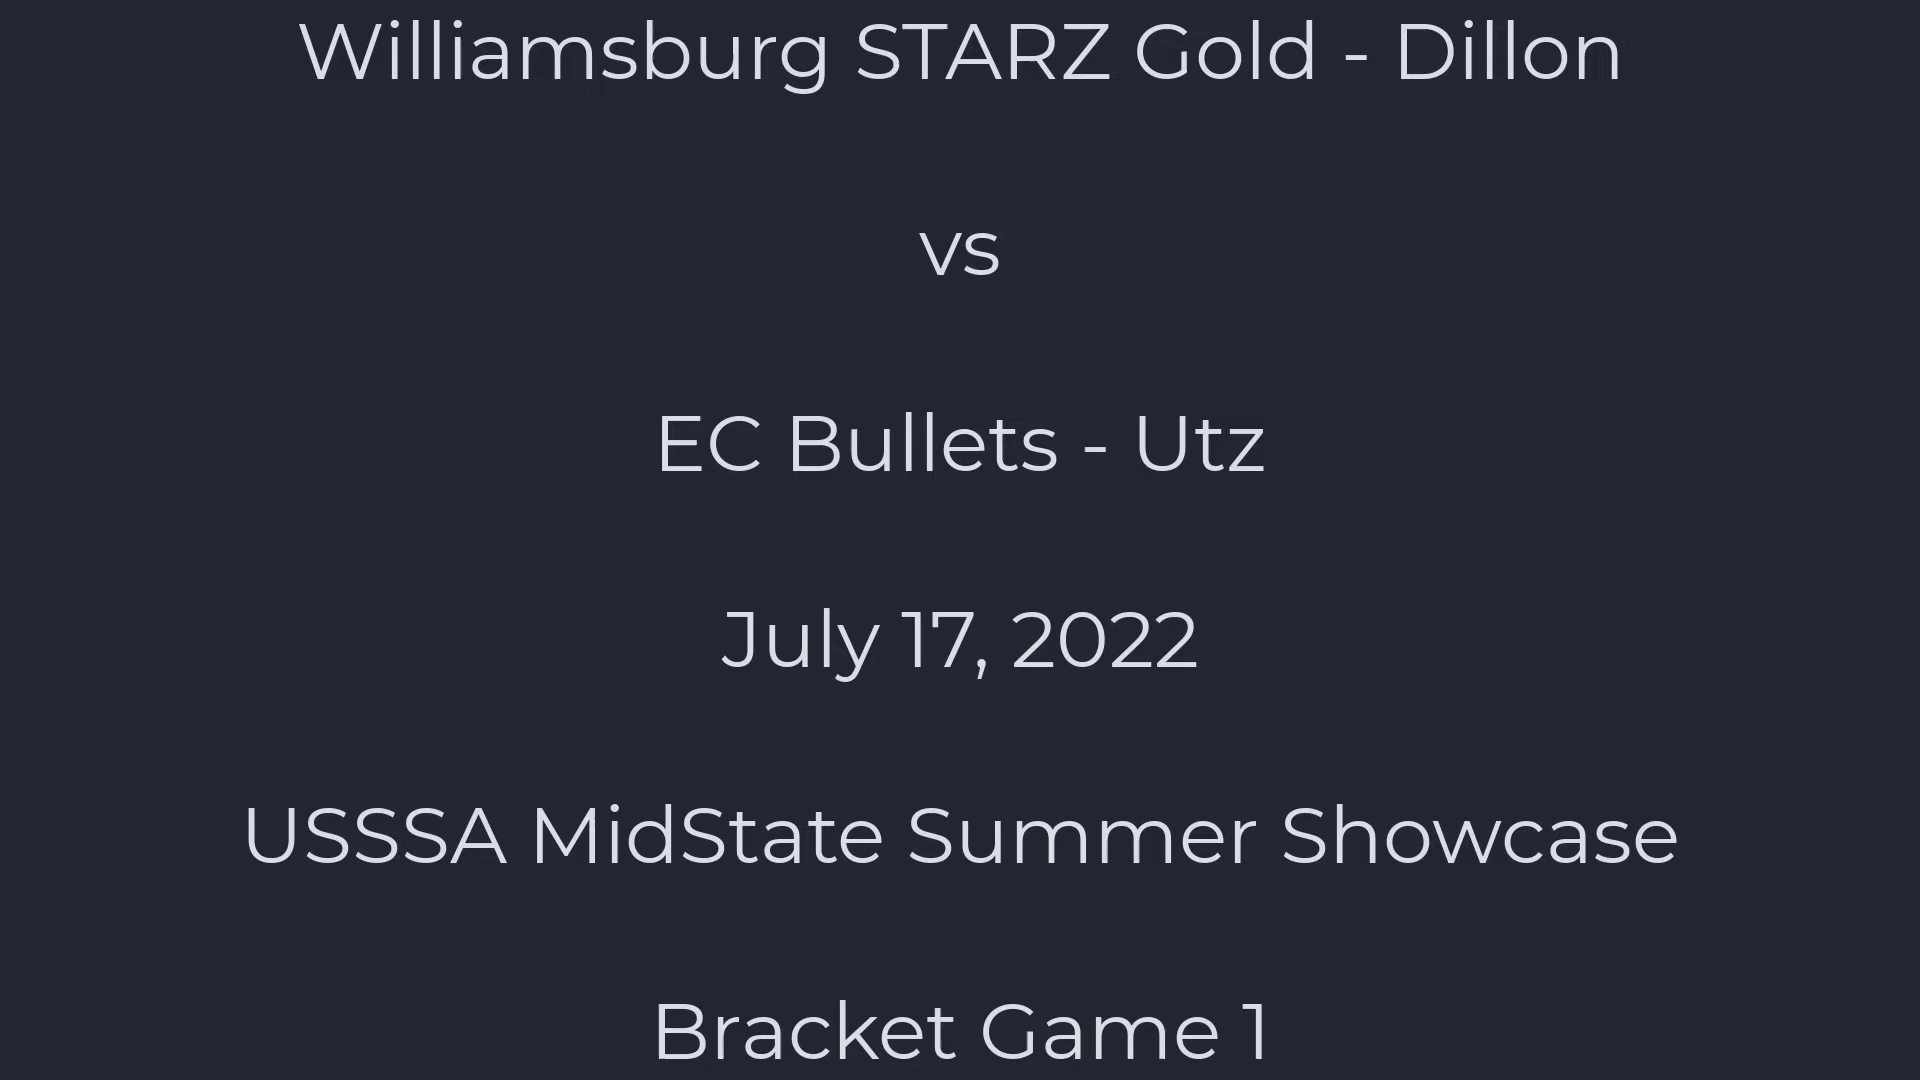 Williamsburg STARZ Gold - Dillon
vs
EC Bullets - Utz
July 17, 2022
USSSA MidState Summer Showcase
Bracket Game 1